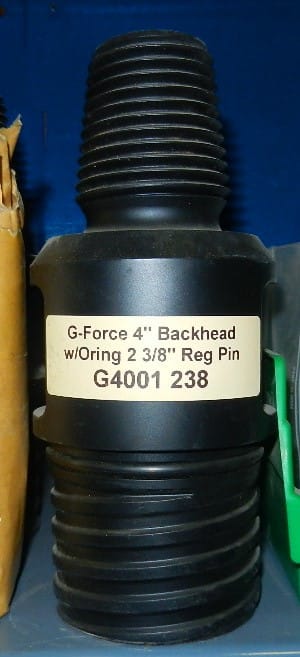 G-Force 4" Backhead
w/Oring 2 3/8" Reg Pin
G4001 238